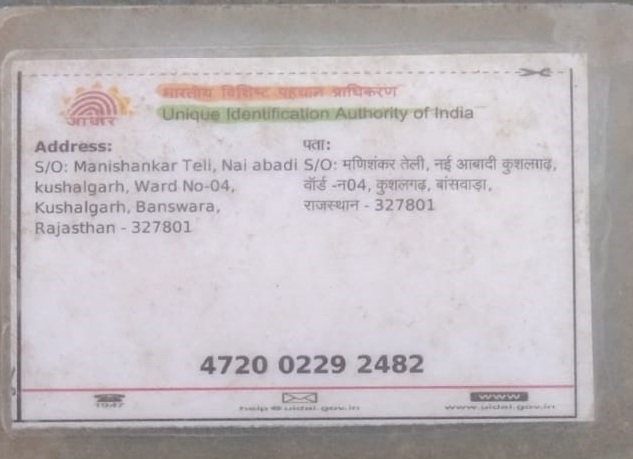 भारतीय विशिष्ट पहचान प्राधिकरण
आधार
Unique Identification Authority of India
Address:
S/O: Manishankar Teli, Nai abadi
kushalgarh, Ward No-04,
Kushalgarh, Banswara,
Rajasthan - 327801
पता:
S/O: मणिशंकर तेली, नई आबादी कुशलगढ़,
वॉर्ड -न04, कुशलगढ़, बांसवाड़ा,
राजस्थान - 327801
4720 0229 2482
1947
help@uidai.gov.in
www
www.uidai.gov.in